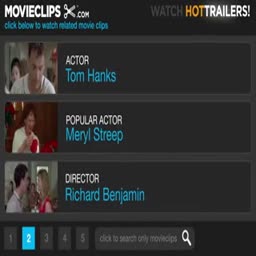 MOVIECLIPS .COM
WATCH HOTTRAILERS!
click below to watch related movie clips
ACTOR
Tom Hanks
POPULAR ACTOR
Meryl Streep
DIRECTOR
Richard Benjamin
1 2 3 4 5 click to search only movieclips